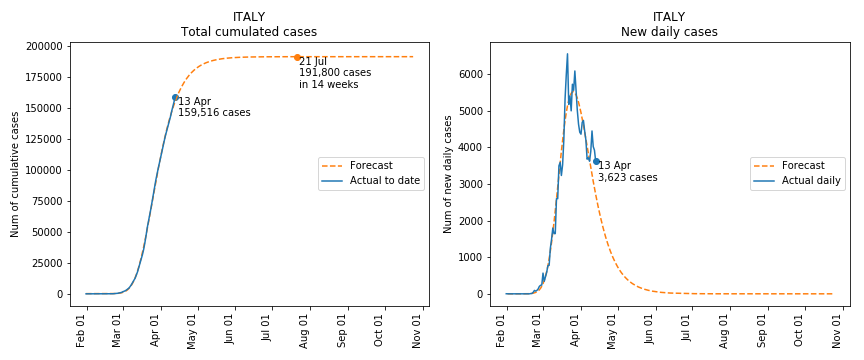 ITALY
Total cumulated cases
Num of cumulative cases
200000
175000
150000
125000
100000
75000
50000
25000
0
21 Jul
191,800 cases
in 14 weeks
13 Apr
159,516 cases
Forecast
Actual to date
Feb 01
Mar 01
Apr 01
May 01
Jun 01
Jul 01
Aug 01
Sep 01
Oct 01
Nov 01
ITALY
New daily cases
Num of new daily cases
6000
5000
4000
3000
2000
1000
0
13 Apr
3,623 cases
Forecast
Actual daily
Feb 01
Mar 01
Apr 01
May 01
Jun 01
Jul 01
Aug 01
Sep 01
Oct 01
Nov 01